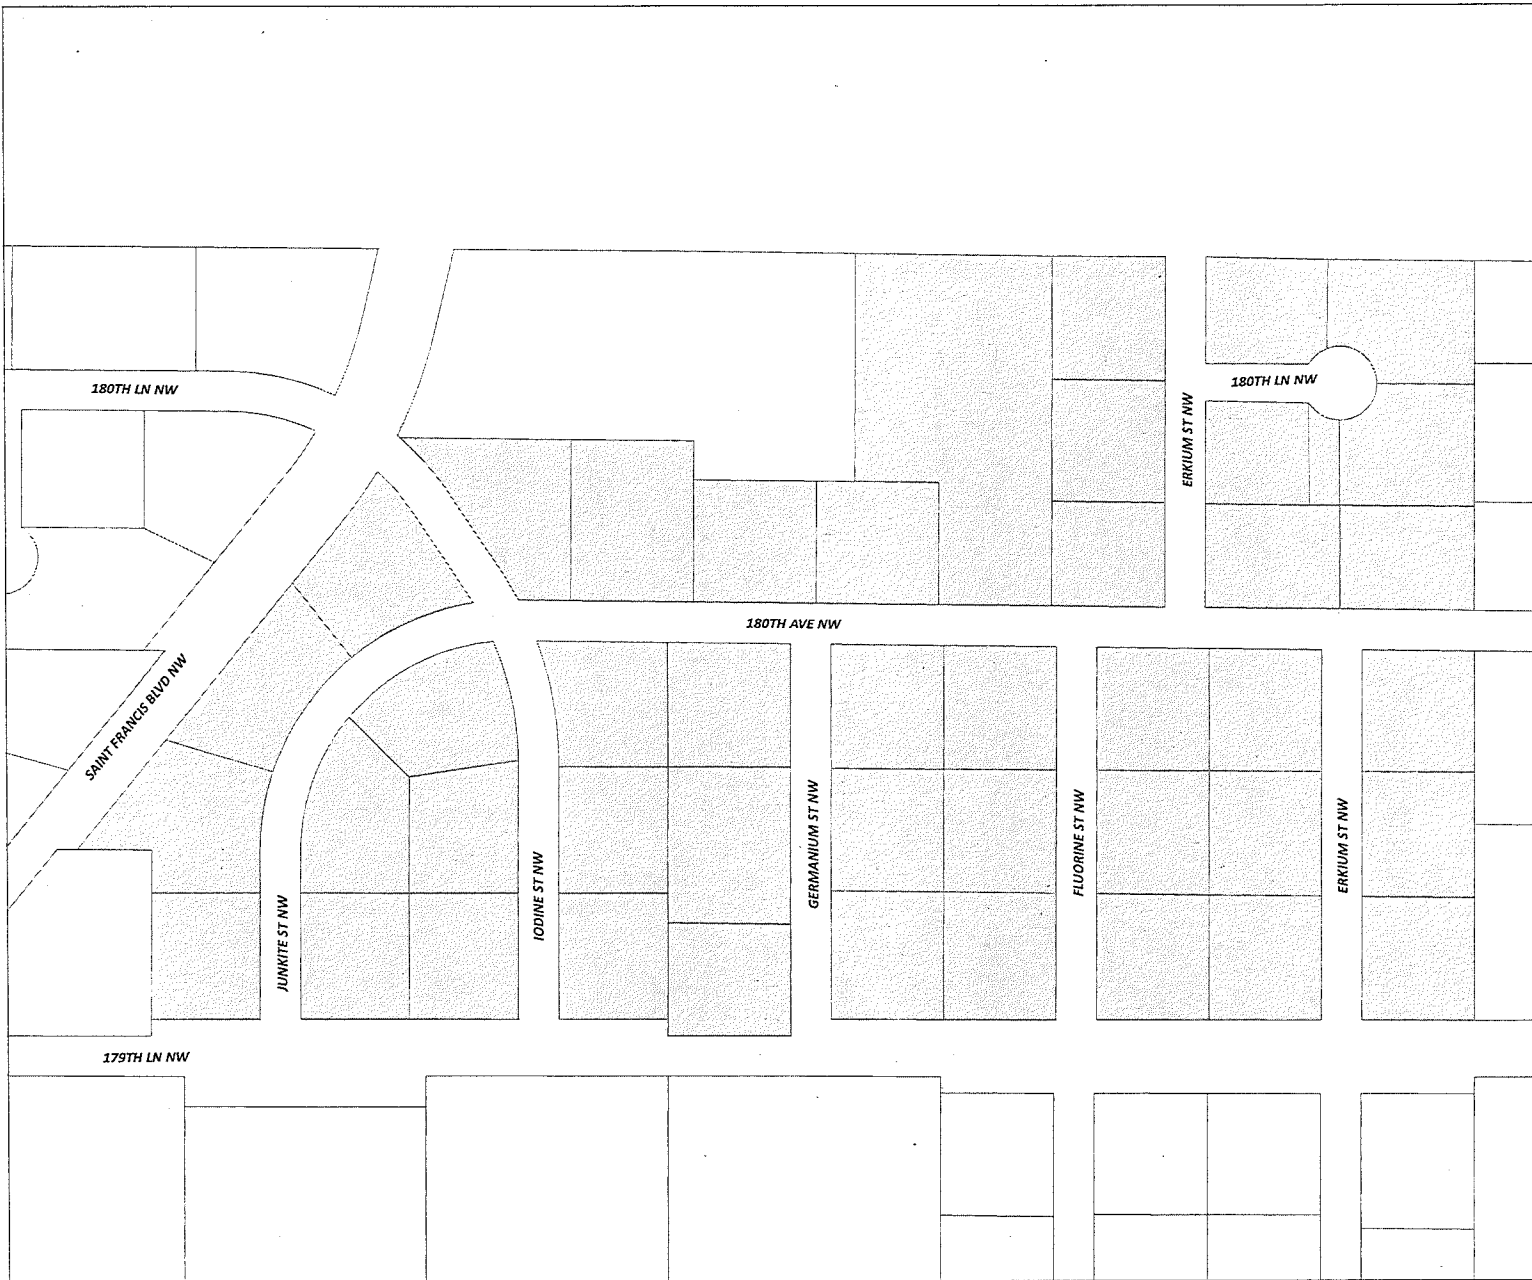 180TH LN NW
180TH LN NW
ERKIUM ST NW
180TH AVE NW
SAINT FRANCIS BLVD NW
GERMANIUM ST NW
FLUORINE ST NW
ERKIUM ST NW
IODINE ST NW
JUNKITE ST NW
179TH LN NW